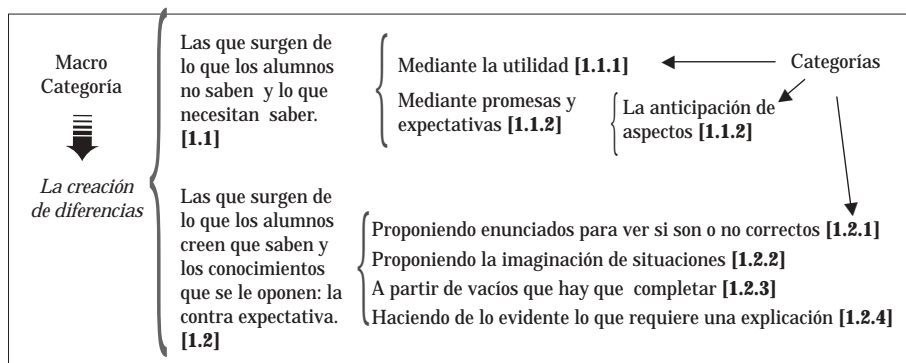 Macro
Categoría
La creación
de diferencias
Las que surgen de
lo que los alumnos
no saben y lo que
necesitan saber.
[1.1]
Mediante la utilidad [1.1.1]
Mediante promesas y
expectativas [1.1.2]
La anticipación de
aspectos [1.1.2]
Categorías
Las que surgen de
lo que los alumnos
creen que saben y
los conocimientos
que se le oponen: la
contra expectativa.
[1.2]
Proponiendo enunciados para ver si son o no correctos [1.2.1]
Proponiendo la imaginación de situaciones [1.2.2]
A partir de vacíos que hay que completar [1.2.3]
Haciendo de lo evidente lo que requiere una explicación [1.2.4]